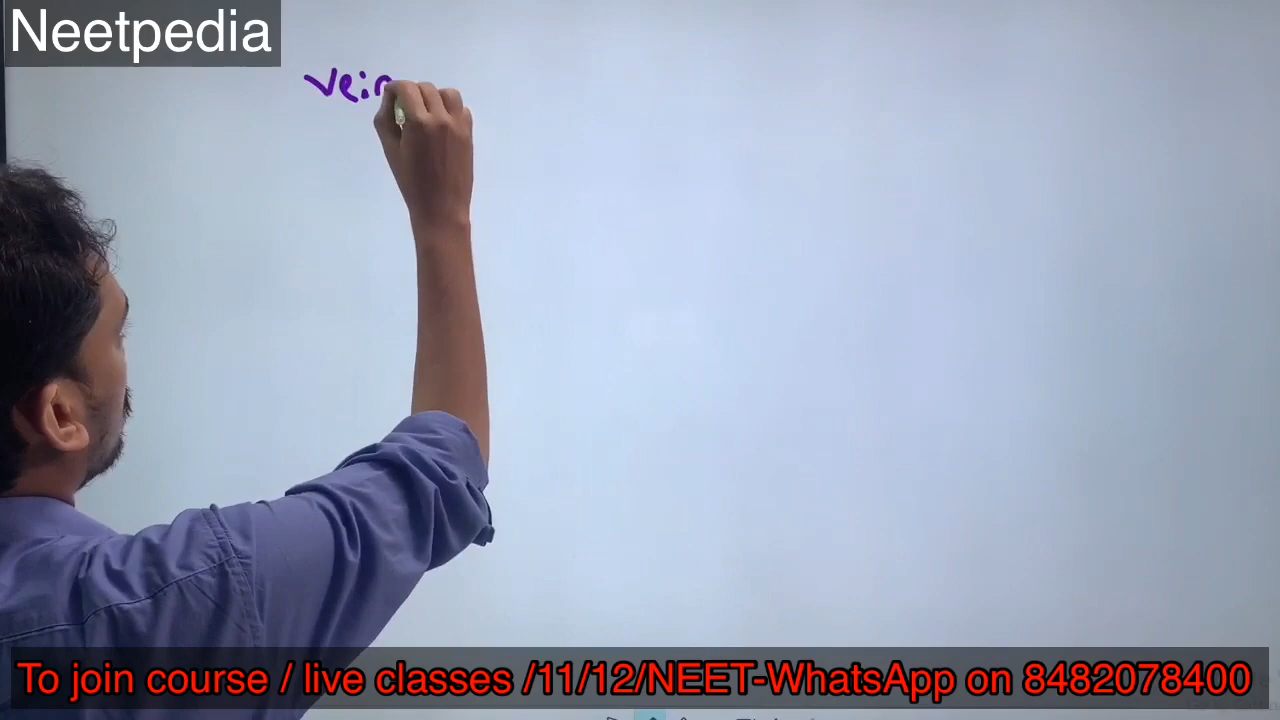 Neetpedia
vein
To join course / live classes /11/12/NEET-WhatsApp on 8482078400